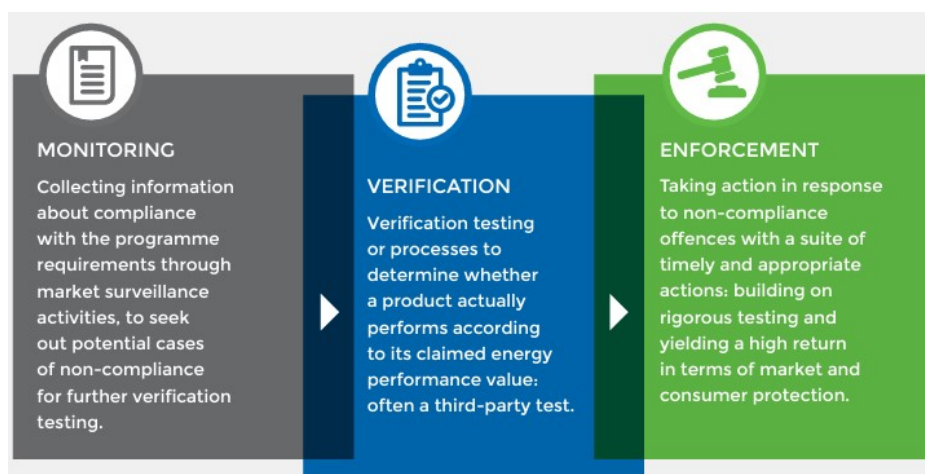 MONITORING
Collecting information
about compliance
with the programme
requirements through
market surveillance
activities, to seek
out potential cases
of non-compliance
for further verification
testing.
VERIFICATION
Verification testing
or processes to
determine whether
a product actually
performs according
to its claimed energy
performance value:
often a third-party test.
ENFORCEMENT
Taking action in response
to non-compliance
offences with a suite of
timely and appropriate
actions: building on
rigorous testing and
yielding a high return
in terms of market and
consumer protection.